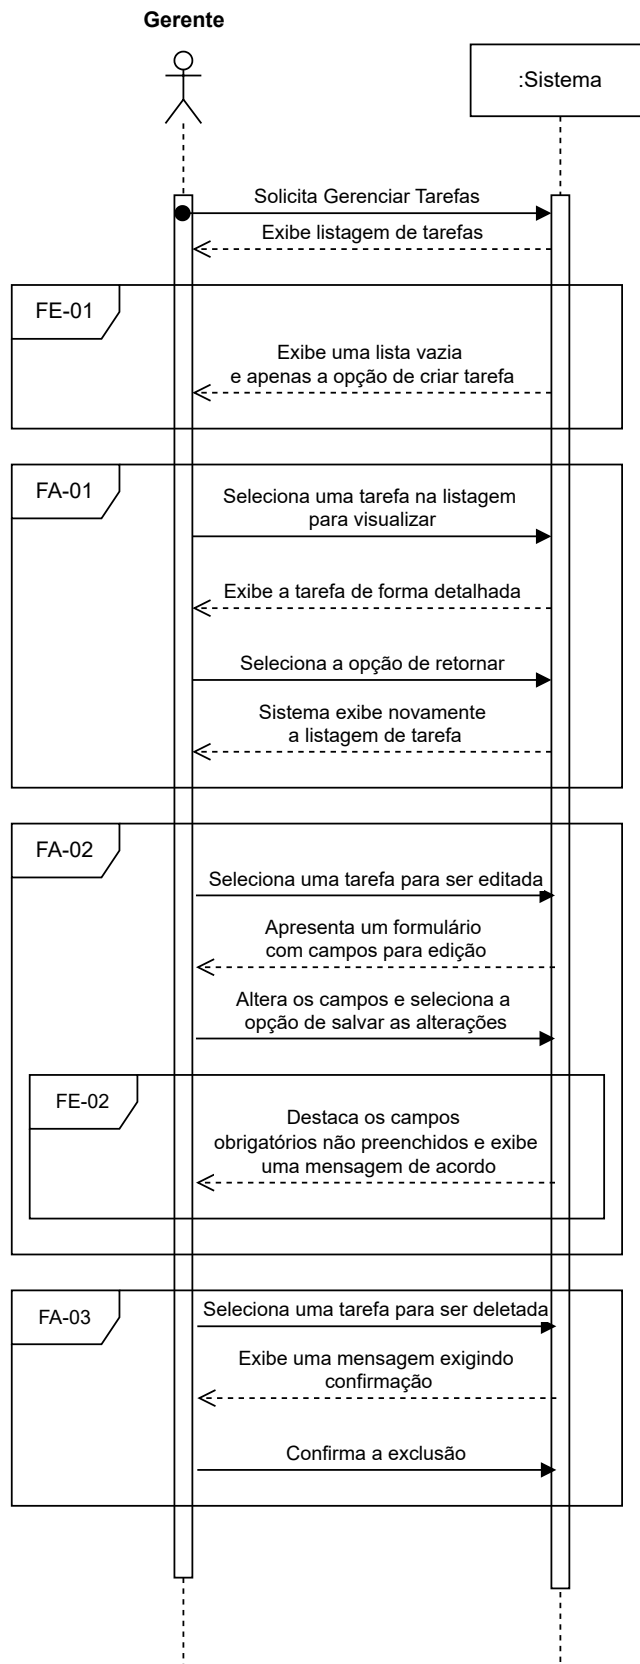 Gerente
:Sistema
Solicita Gerenciar Tarefas
Exibe listagem de tarefas
FE-01
Exibe uma lista vazia
e apenas a opção de criar tarefa
FA-01
Seleciona uma tarefa na listagem
para visualizar
Exibe a tarefa de forma detalhada
Seleciona a opção de retornar
Sistema exibe novamente
a listagem de tarefa
FA-02
Seleciona uma tarefa para ser editada
Apresenta um formulário
com campos para edição
Altera os campos e seleciona a
opção de salvar as alterações
FE-02
Destaca os campos
obrigatórios não preenchidos e exibe
uma mensagem de acordo
FA-03
Seleciona uma tarefa para ser deletada
Exibe uma mensagem exigindo
confirmação
Confirma a exclusão